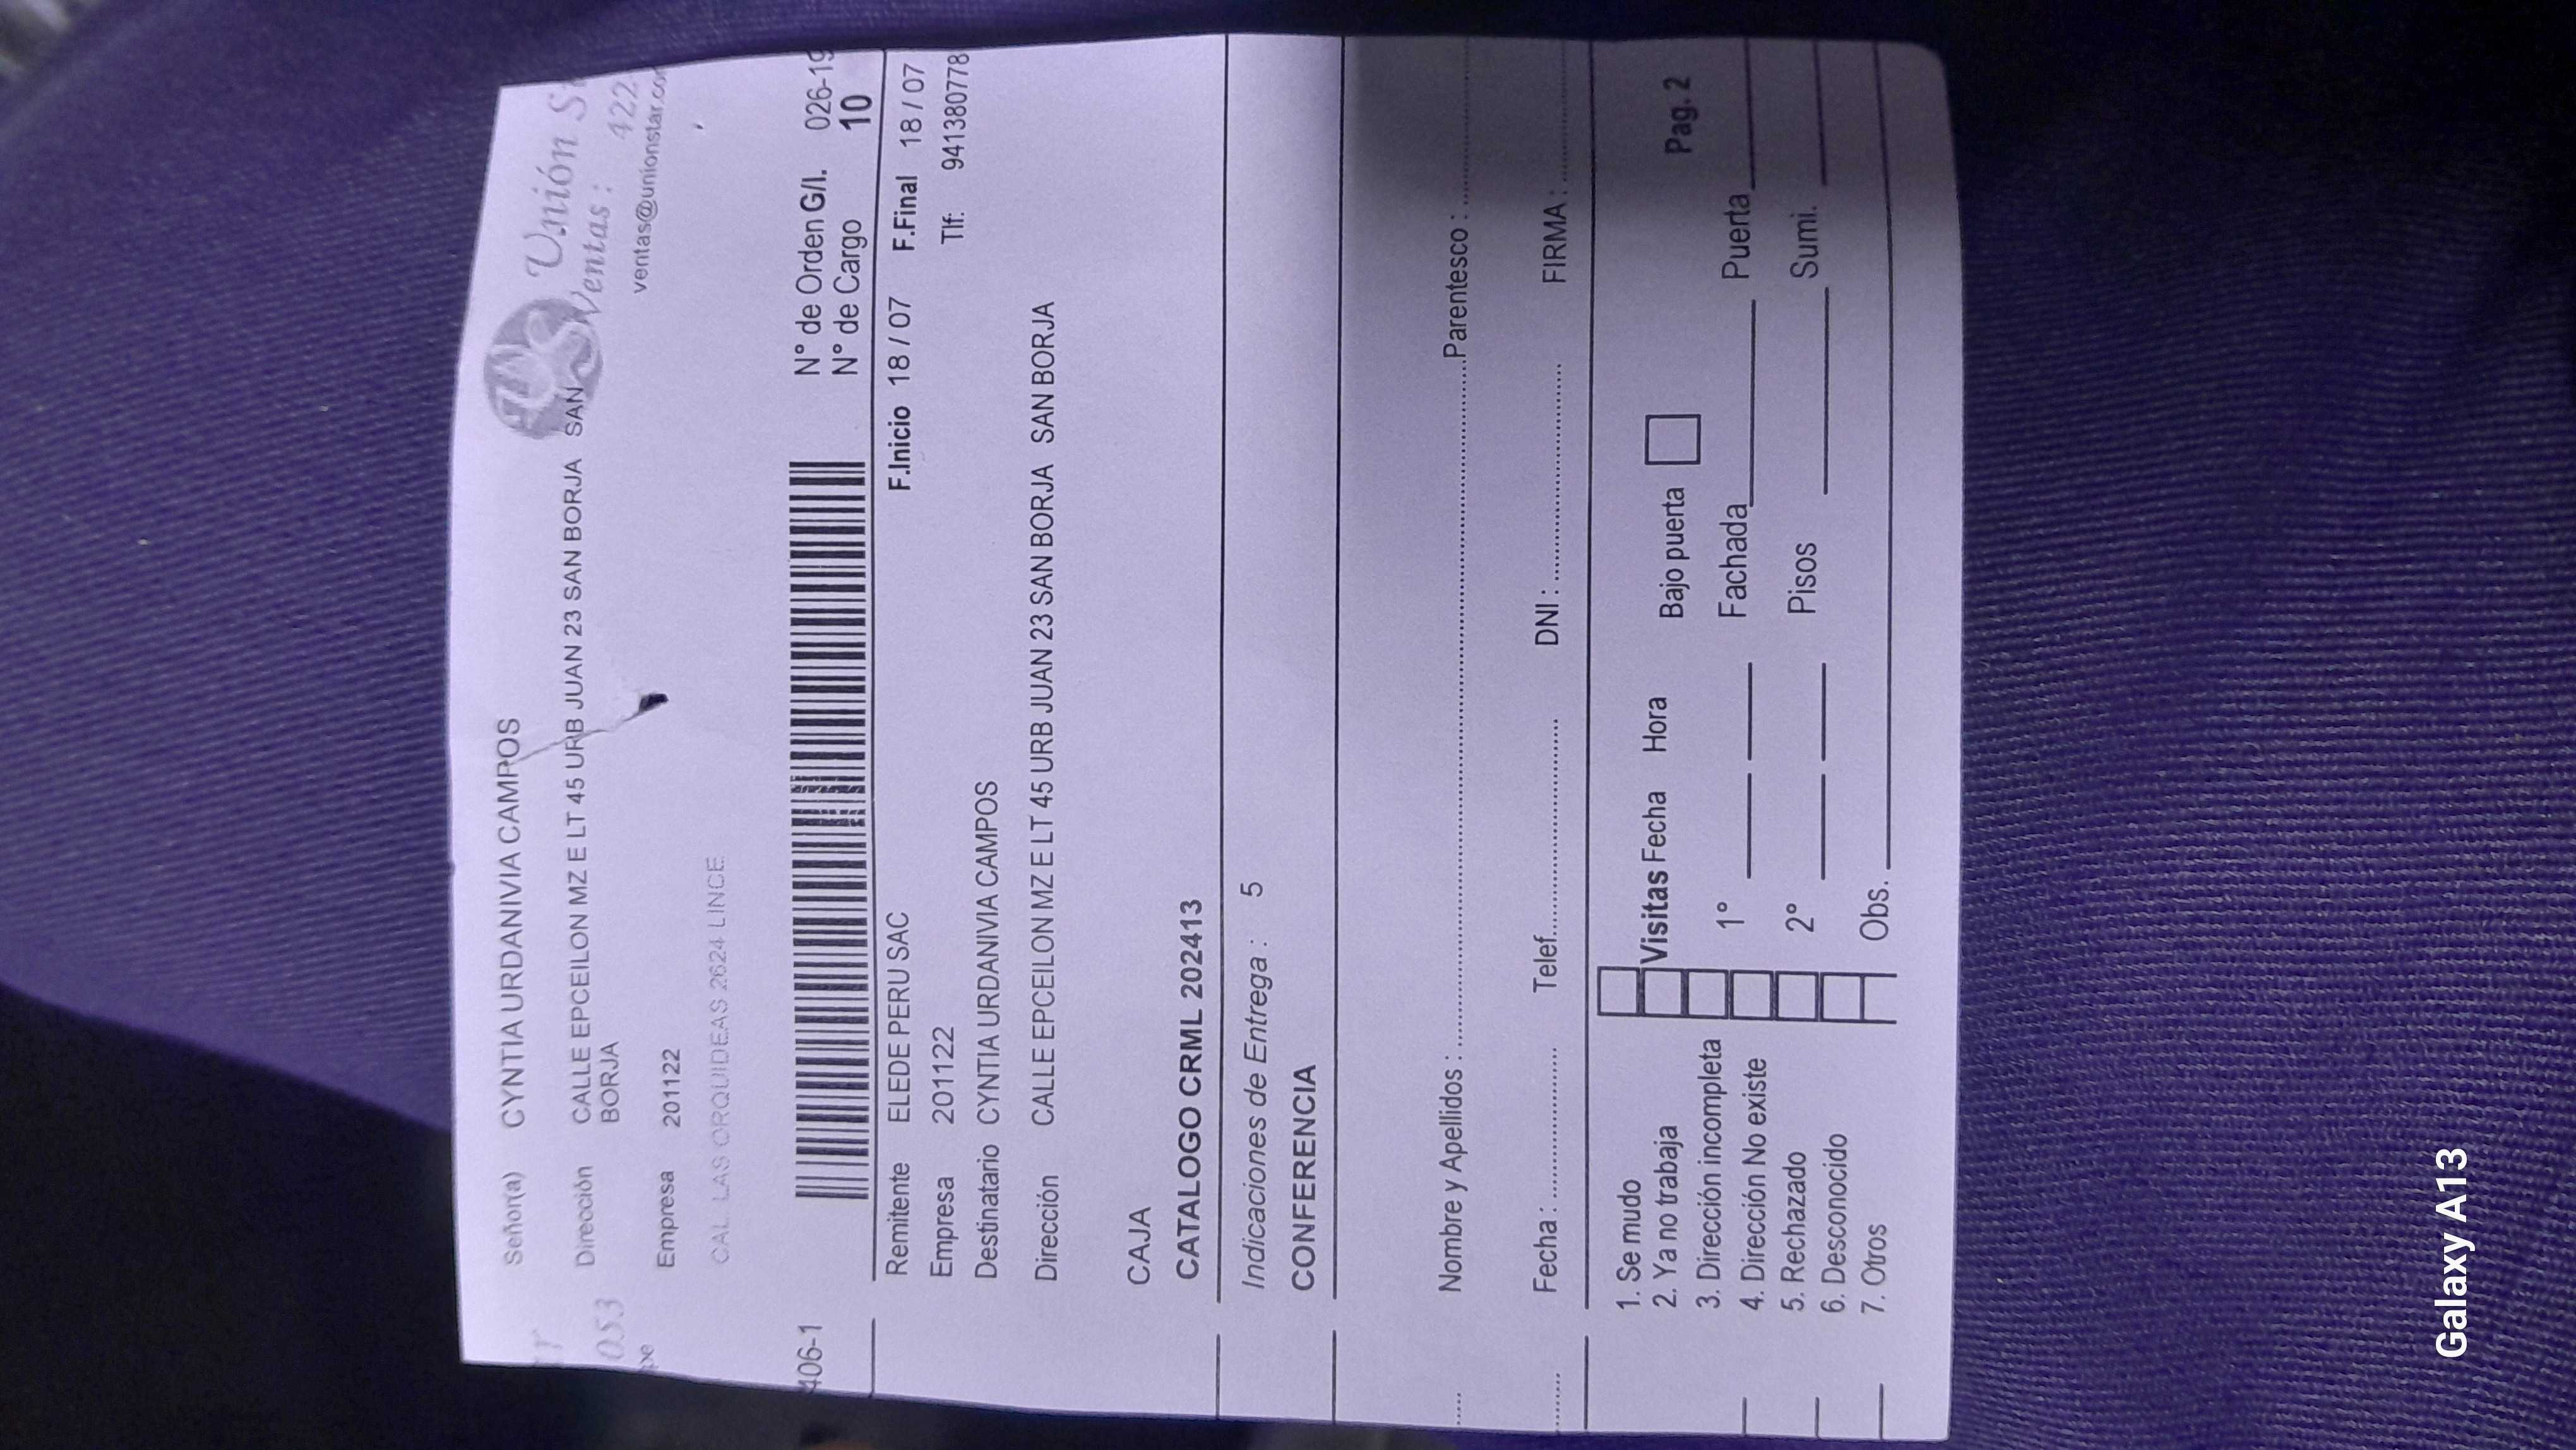 Señor(a) CYNTIA URDANIVIA CAMPOS
Unión S
Dirección CALLE EPCEILON MZ E LT 45 URB JUAN 23 SAN BORJA SAN
BORJA
Ventas : 422
ventas@unionstar.co
Empresa 201122
CAL. LAS ORQUIDEAS 2624 LINCE
r
053
pe
406-1
N° de Orden G/I. 026-19
N° de Cargo 10
Remitente ELEDE PERU SAC F.Inicio 18 / 07 F.Final 18 / 07
Empresa 201122 Tlf: 941380778
Destinatario CYNTIA URDANIVIA CAMPOS
Dirección CALLE EPCEILON MZ E LT 45 URB JUAN 23 SAN BORJA SAN BORJA
CAJA
CATALOGO CRML 202413
Indicaciones de Entrega : 5
CONFERENCIA
Nombre y Apellidos : Parentesco :
Fecha : Telef. DNI : FIRMA :
1. Se mudo
2. Ya no trabaja
3. Dirección incompleta
4. Dirección No existe
5. Rechazado
6. Desconocido
7. Otros
Visitas Fecha Hora Bajo puerta Pag. 2
1° Fachada Puerta
2° Pisos Sumi.
Obs.
Galaxy A13